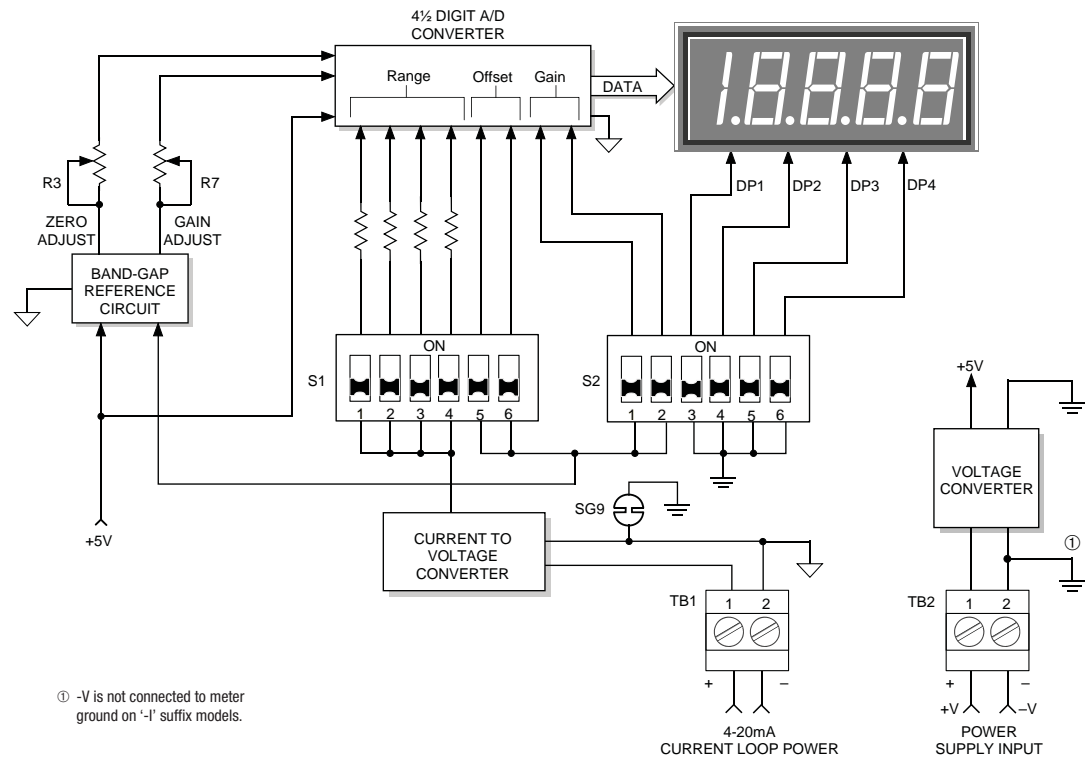 4½ DIGIT A/D
CONVERTER
Range
Offset
Gain
DATA
1.8.8.8.8
R3
R7
DP1
DP2
DP3
DP4
ZERO
ADJUST
GAIN
ADJUST
BAND-GAP
REFERENCE
CIRCUIT
ON
S1
1 2 3 4 5 6
ON
S2
1 2 3 4 5 6
+5V
VOLTAGE
CONVERTER
+5V
SG9
CURRENT TO
VOLTAGE
CONVERTER
①
TB1
1 2
TB2
1 2
+ –
+ –
+V –V
① -V is not connected to meter
ground on ‘-I’ suffix models.
4-20mA
CURRENT LOOP POWER
POWER
SUPPLY INPUT